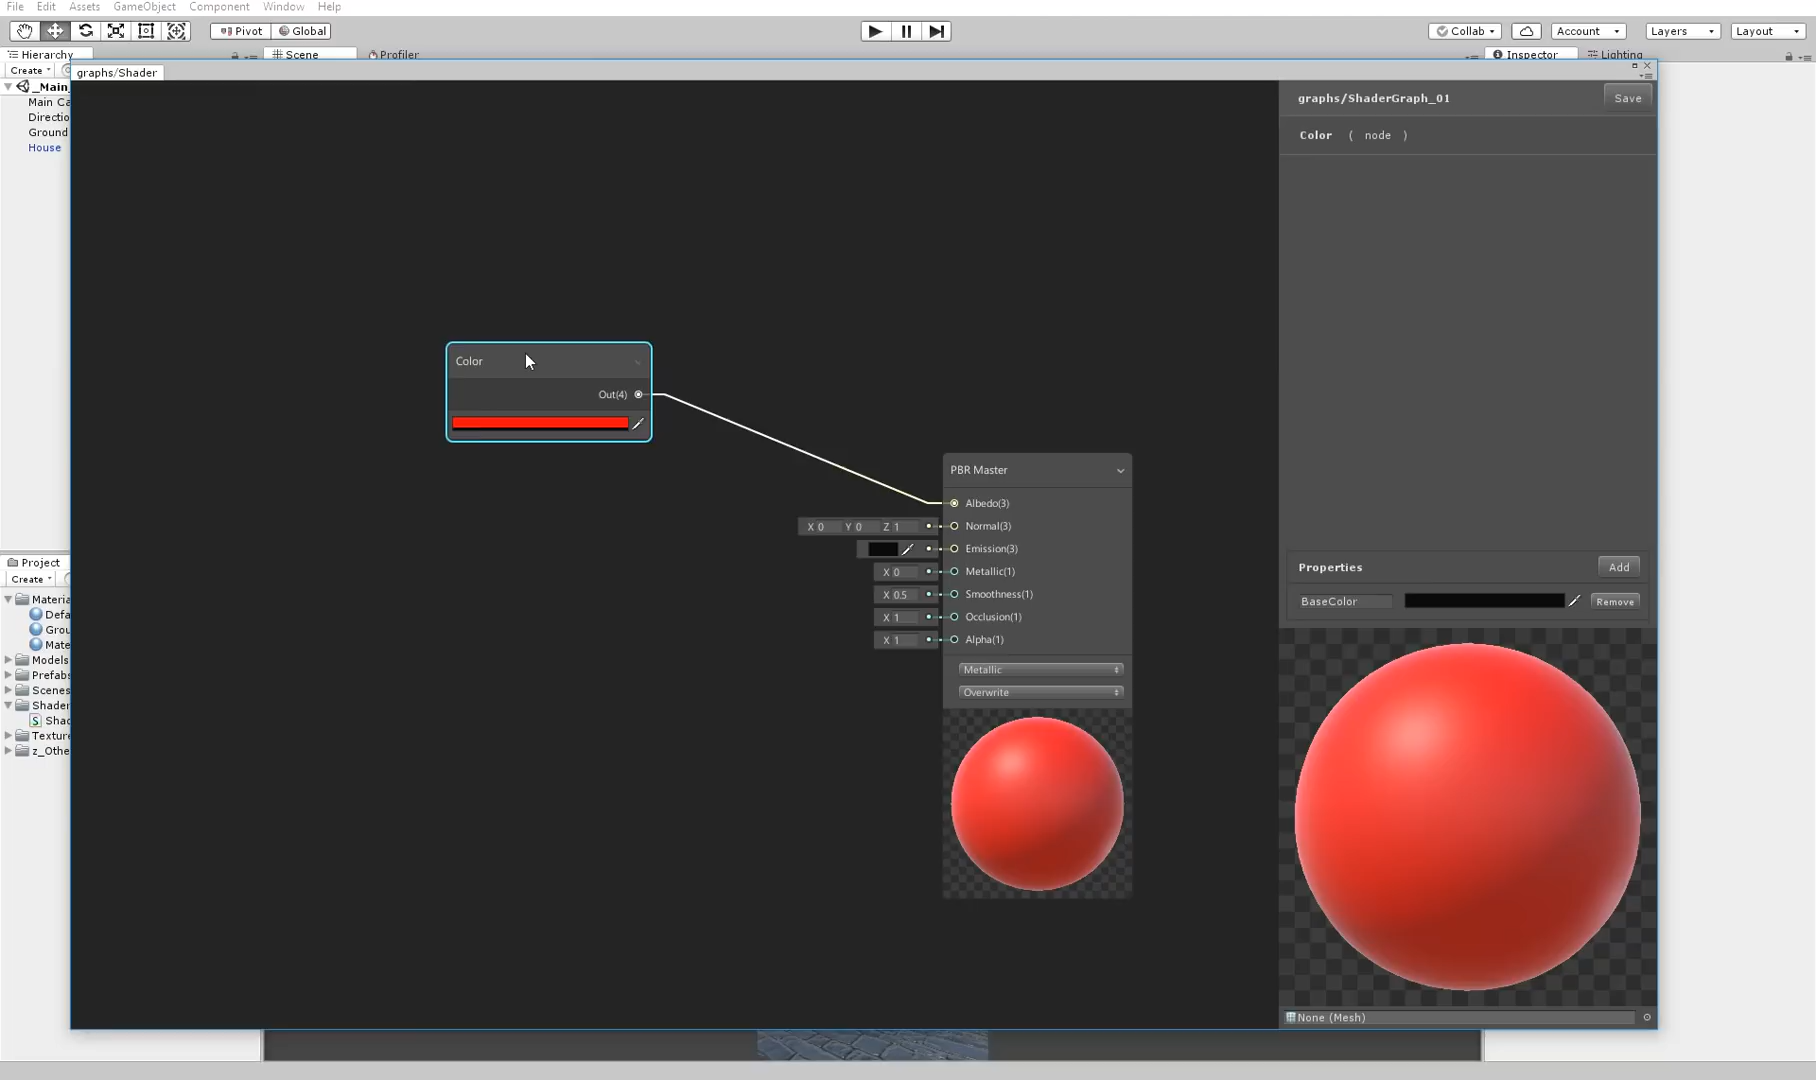 File Edit Assets GameObject Component Window Help
Pivot Global Collab Account Layers Layout
Hierarchy Scene Profiler Inspector Lighting
Create
graphs/Shader
_Main_
Main Ca
Directio
Ground
House
graphs/ShaderGraph_01 Save
Color ( node )
Color
Out(4)
PBR Master
Albedo(3)
X 0 Y 0 Z 1 Normal(3)
Emission(3)
X 0 Metallic(1)
X 0.5 Smoothness(1)
X 1 Occlusion(1)
X 1 Alpha(1)
Metallic
Overwrite
Project
Create
Materia
Defa
Grou
Mate
Models
Prefabs
Scenes
Shader
Shad
Texture
z_Othe
Properties Add
BaseColor Remove
None (Mesh)